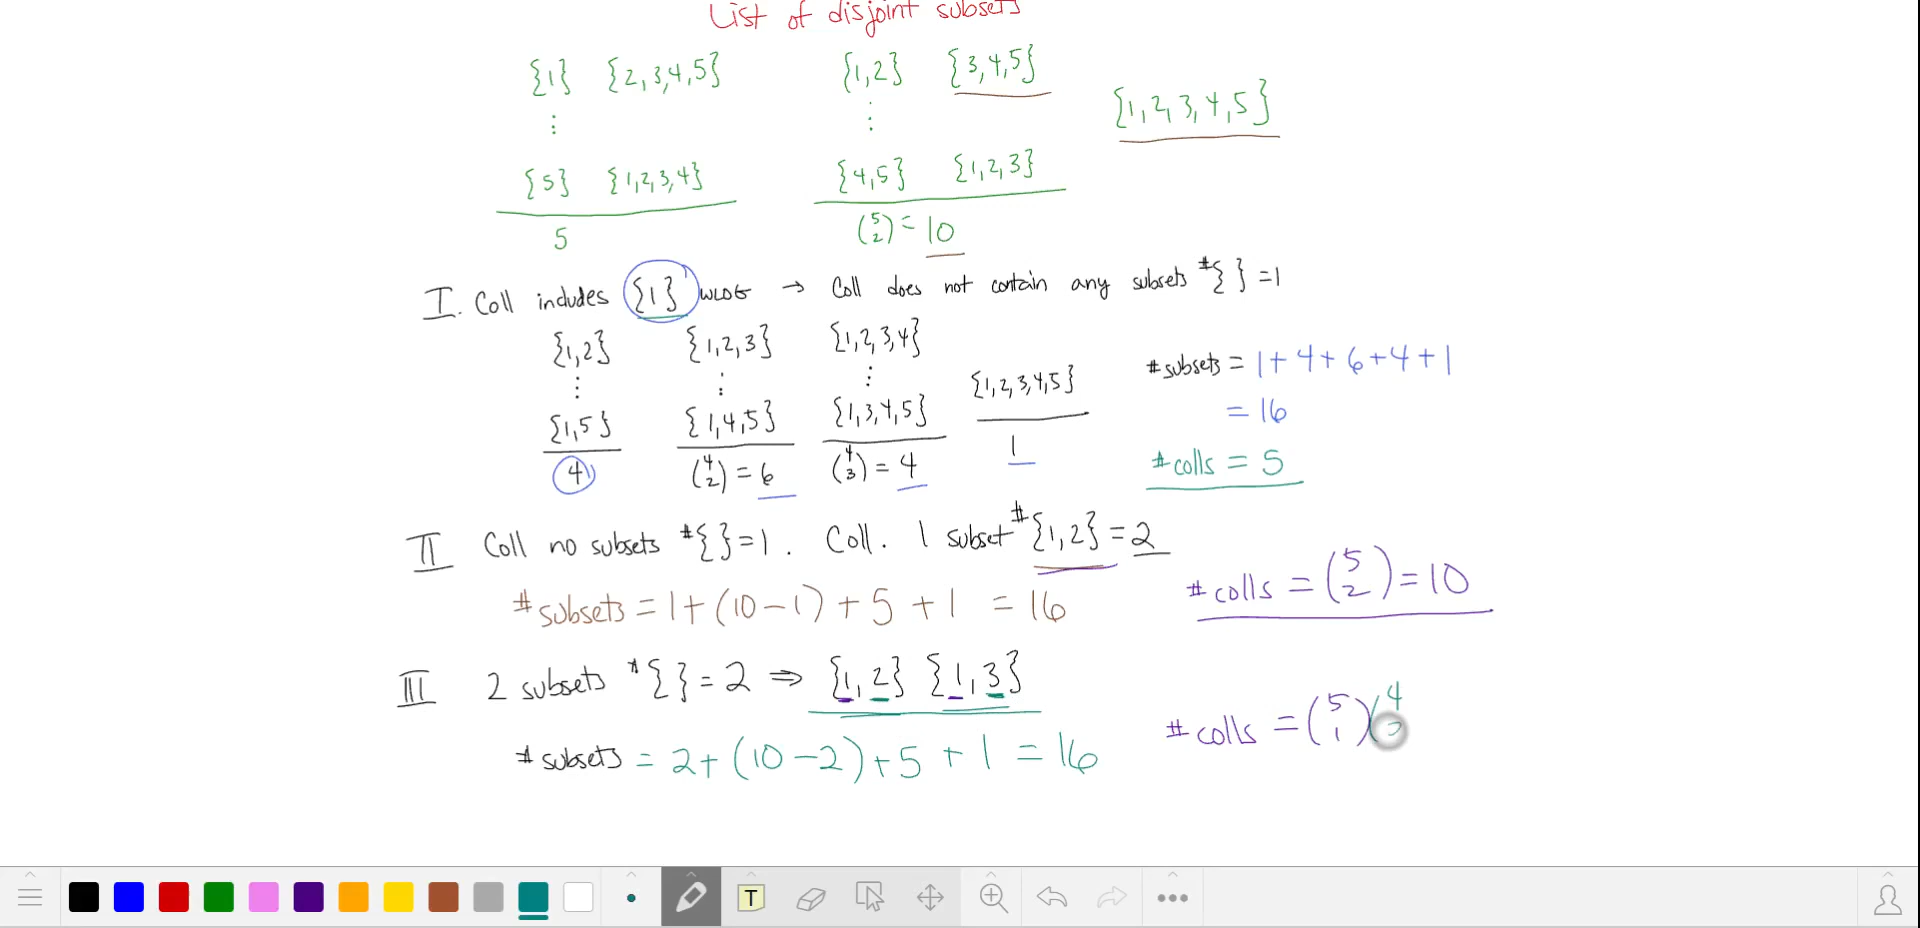 List of disjoint subsets
{1} {2,3,4,5} {1,2} {3,4,5}
{1,2,3,4,5}
⋮ ⋮
{5} {1,2,3,4} {4,5} {1,2,3}
5 (5 2) = 10
I. Coll includes {1} WLOG → Coll does not contain any subsets #{ } = 1
{1,2} {1,2,3} {1,2,3,4}
⋮ ⋮ ⋮ {1,2,3,4,5}
{1,5} {1,4,5} {1,3,4,5}
4 (4 2) = 6 (4 3) = 4 1
# subsets = 1+4+6+4+1
= 16
# colls = 5
II Coll no subsets #{ } = 1. Coll. 1 subset #{1,2} = 2
# subsets = 1+(10-1)+5+1 = 16
# colls = (5 2) = 10
III 2 subsets #{ } = 2 ⇒ {1,2} {1,3}
# subsets = 2+(10-2)+5+1 = 16
# colls = (5 1)(4 2
T